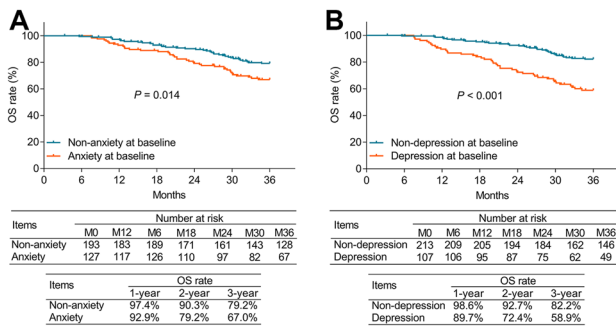 A
OS rate (%)
100
80
60
40
20
0
P = 0.014
Non-anxiety at baseline
Anxiety at baseline
0 6 12 18 24 30 36
Months
Number at risk
Items M0 M12 M6 M18 M24 M30 M36
Non-anxiety 193 183 189 171 161 143 128
Anxiety 127 117 126 110 97 82 67
Items OS rate
1-year 2-year 3-year
Non-anxiety 97.4% 90.3% 79.2%
Anxiety 92.9% 79.2% 67.0%
B
OS rate (%)
100
80
60
40
20
0
P < 0.001
Non-depression at baseline
Depression at baseline
0 6 12 18 24 30 36
Months
Number at risk
Items M0 M6 M12 M18 M24 M30 M36
Non-depression 213 209 205 194 184 162 146
Depression 107 106 95 87 75 62 49
Items OS rate
1-year 2-year 3-year
Non-depression 98.6% 92.7% 82.2%
Depression 89.7% 72.4% 58.9%